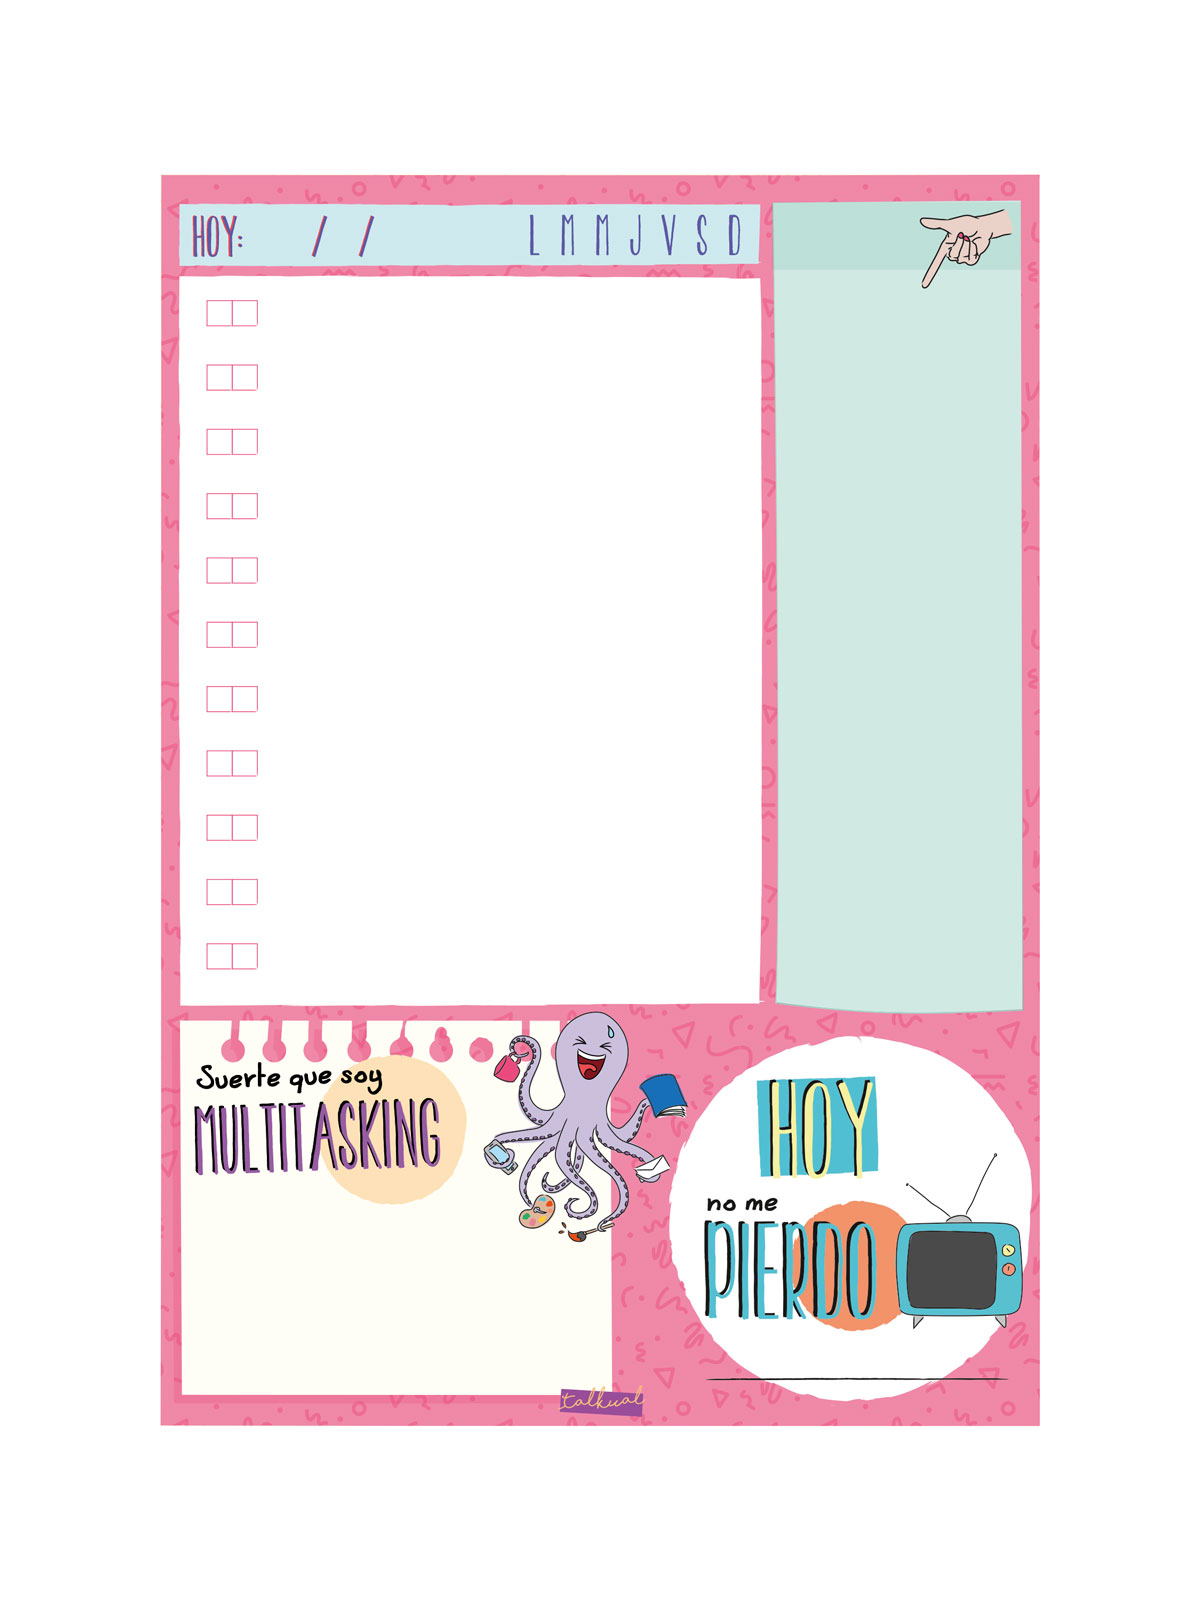 HOY: / / L M M J V S D
Suerte que soy
MULTITASKING
HOY
no me
PIERDO
talkual